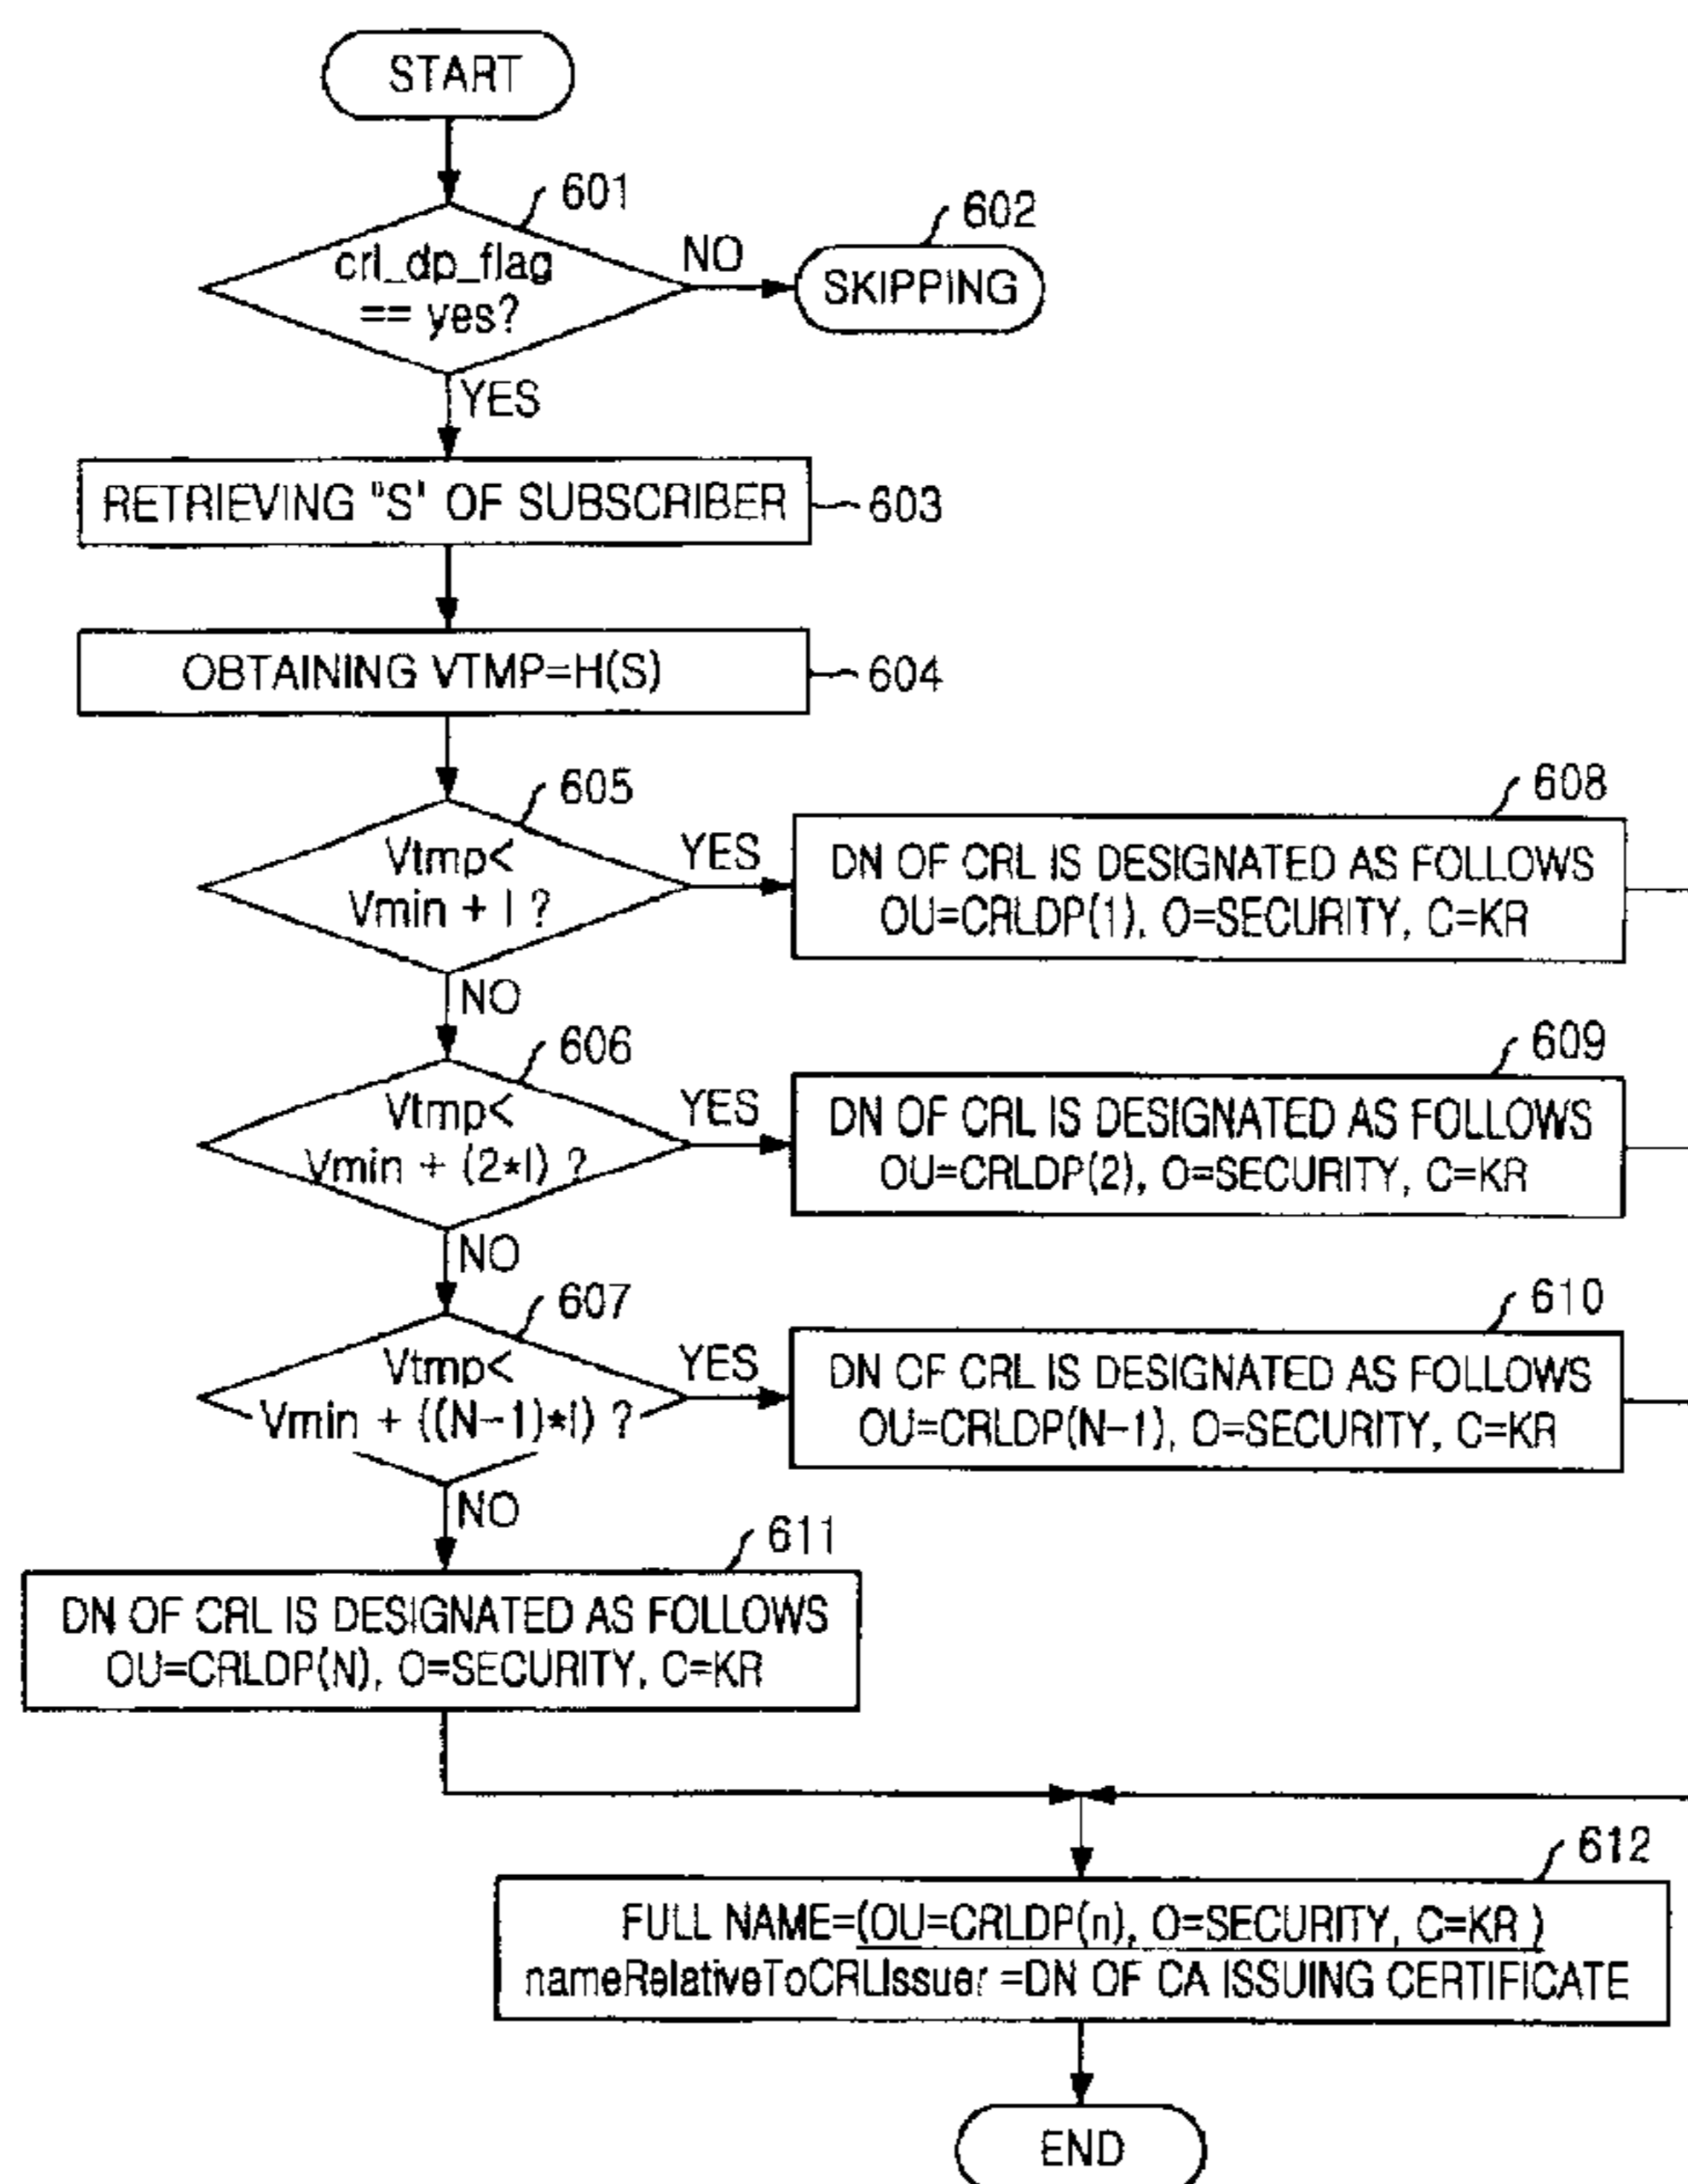 START
601
crl_dp_flag
== yes?
NO
602
SKIPPING
YES
RETRIEVING "S" OF SUBSCRIBER
603
OBTAINING VTMP=H(S)
604
605
Vtmp<
Vmin + I ?
YES
608
DN OF CRL IS DESIGNATED AS FOLLOWS
OU=CRLDP(1), O=SECURITY, C=KR
NO
606
Vtmp<
Vmin + (2*I) ?
YES
609
DN OF CRL IS DESIGNATED AS FOLLOWS
OU=CRLDP(2), O=SECURITY, C=KR
NO
607
Vtmp<
Vmin + ((N-1)*I) ?
YES
610
DN OF CRL IS DESIGNATED AS FOLLOWS
OU=CRLDP(N-1), O=SECURITY, C=KR
NO
611
DN OF CRL IS DESIGNATED AS FOLLOWS
OU=CRLDP(N), O=SECURITY, C=KR
612
FULL NAME=(OU=CRLDP(n), O=SECURITY, C=KR )
nameRelativeToCRLIssuer =DN OF CA ISSUING CERTIFICATE
END